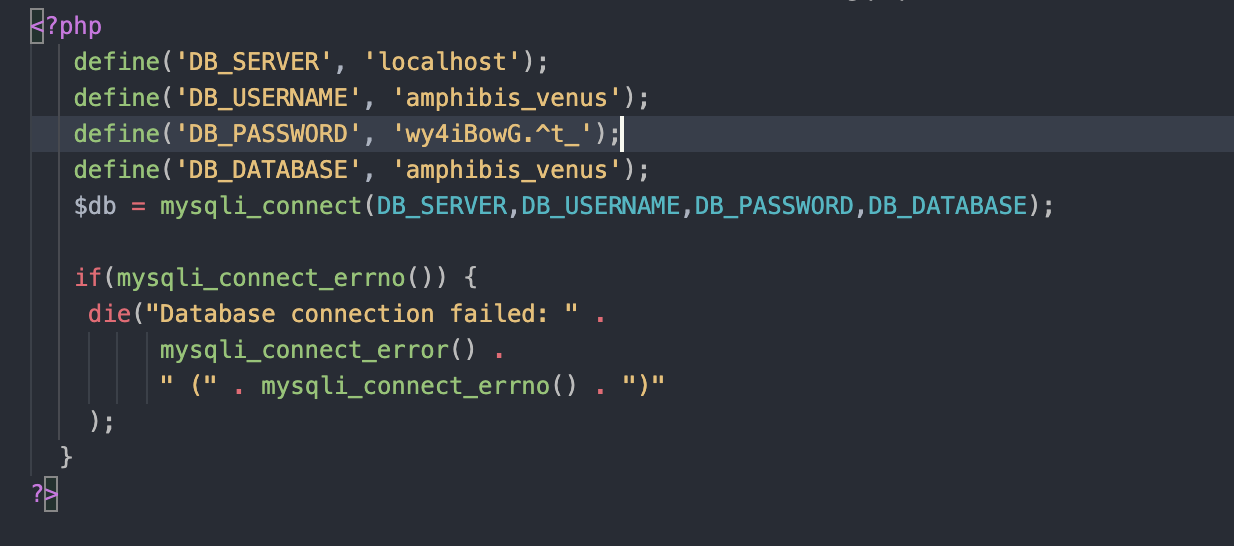 <?php
define('DB_SERVER', 'localhost');
define('DB_USERNAME', 'amphibis_venus');
define('DB_PASSWORD', 'wy4iBowG.^t_');
define('DB_DATABASE', 'amphibis_venus');
$db = mysqli_connect(DB_SERVER,DB_USERNAME,DB_PASSWORD,DB_DATABASE);
if(mysqli_connect_errno()) {
die("Database connection failed: " .
mysqli_connect_error() .
" (" . mysqli_connect_errno() . ")"
);
}
?>